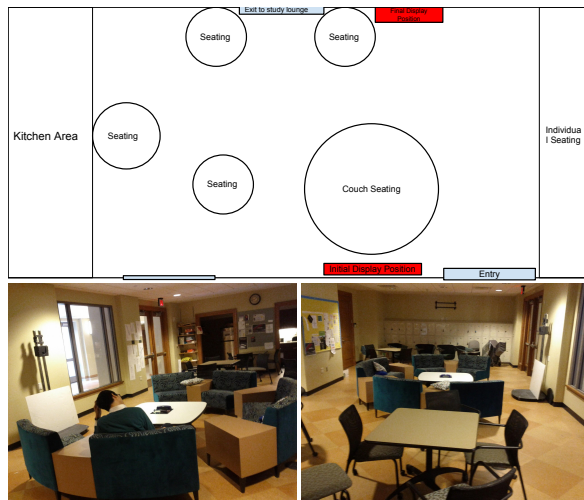 Exit to study lounge
Final Display
Position
Seating
Seating
Kitchen Area
Seating
Individua
l Seating
Seating
Couch Seating
Initial Display Position
Entry